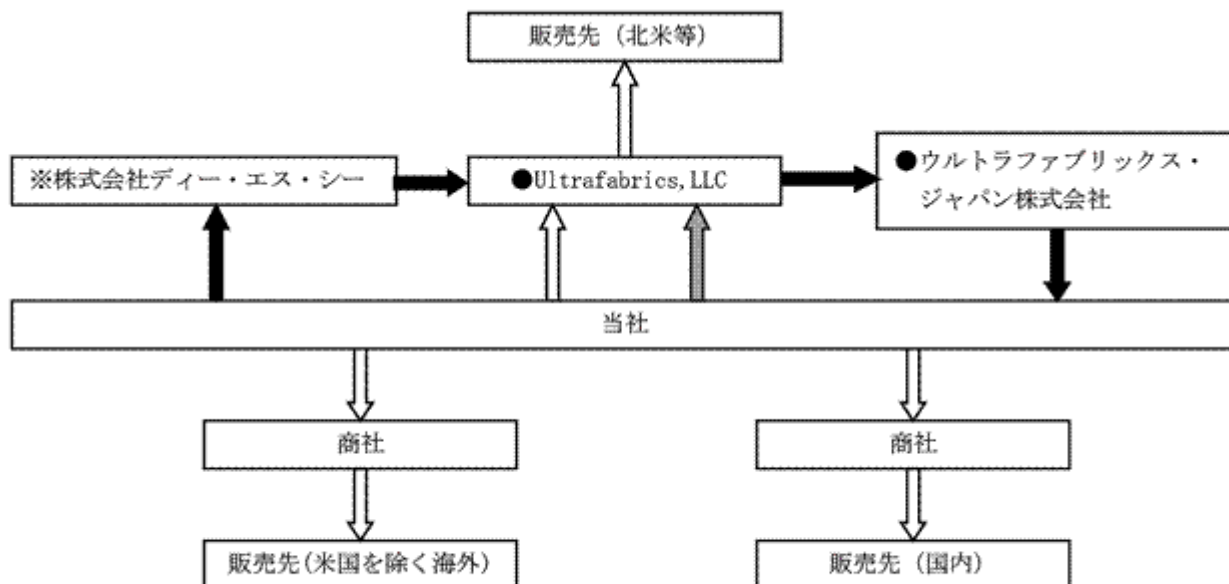 販売先（北米等）
※株式会社ディー・エス・シー
●Ultrafabrics,LLC
●ウルトラファブリックス・
ジャパン株式会社
当社
商社
商社
販売先(米国を除く海外)
販売先（国内）